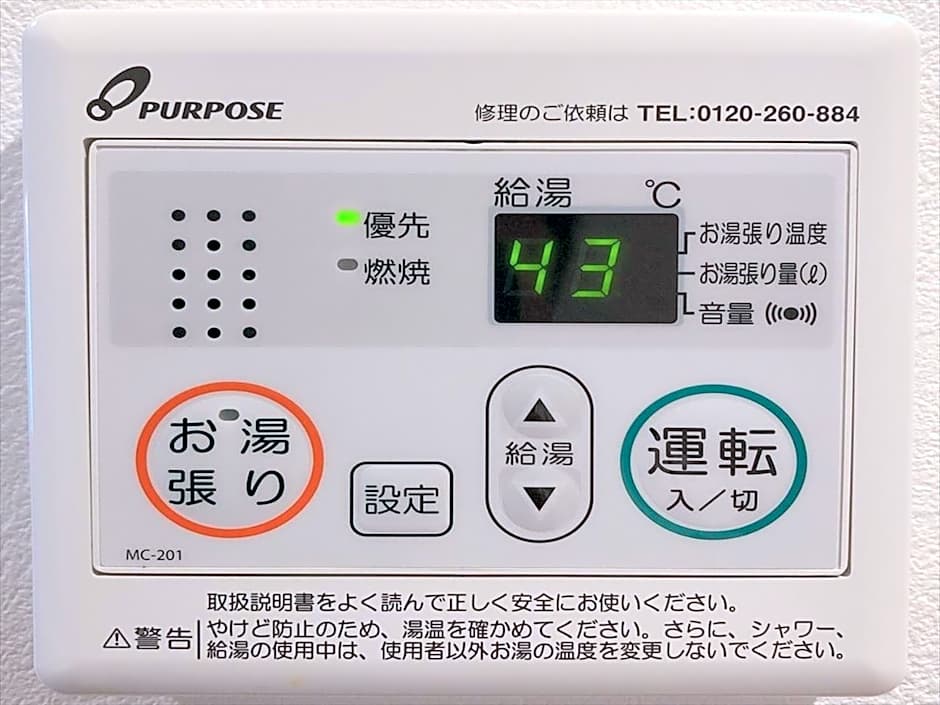 PURPOSE
修理のご依頼は TEL:0120-260-884
給湯 ℃
優先
燃焼
43
お湯張り温度
お湯張り量(ℓ)
音量
お湯
張り
設定
給湯
運転
入/切
MC-201
取扱説明書をよく読んで正しく安全にお使いください。
警告
やけど防止のため、湯温を確かめてください。さらに、シャワー、
給湯の使用中は、使用者以外お湯の温度を変更しないでください。